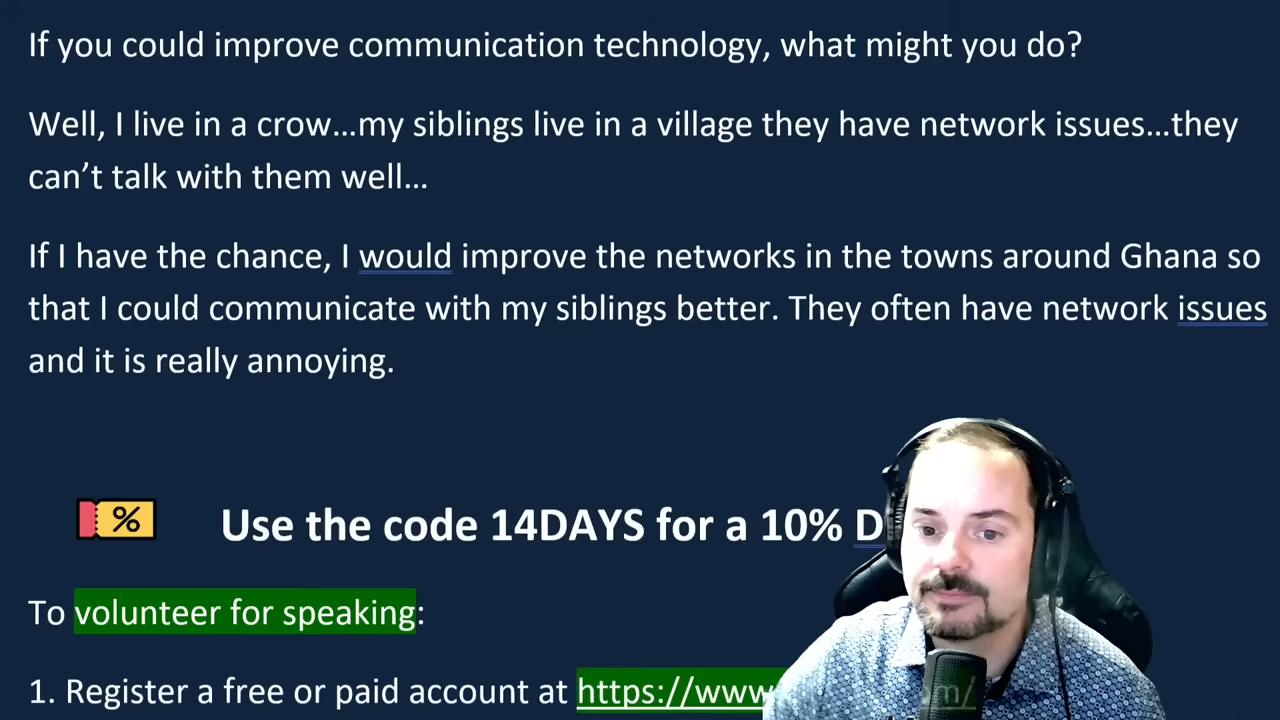 If you could improve communication technology, what might you do?
Well, I live in a crow…my siblings live in a village they have network issues…they
can’t talk with them well…
If I have the chance, I would improve the networks in the towns around Ghana so
that I could communicate with my siblings better. They often have network issues
and it is really annoying.
% Use the code 14DAYS for a 10%
To volunteer for speaking:
1. Register a free or paid account at https://www